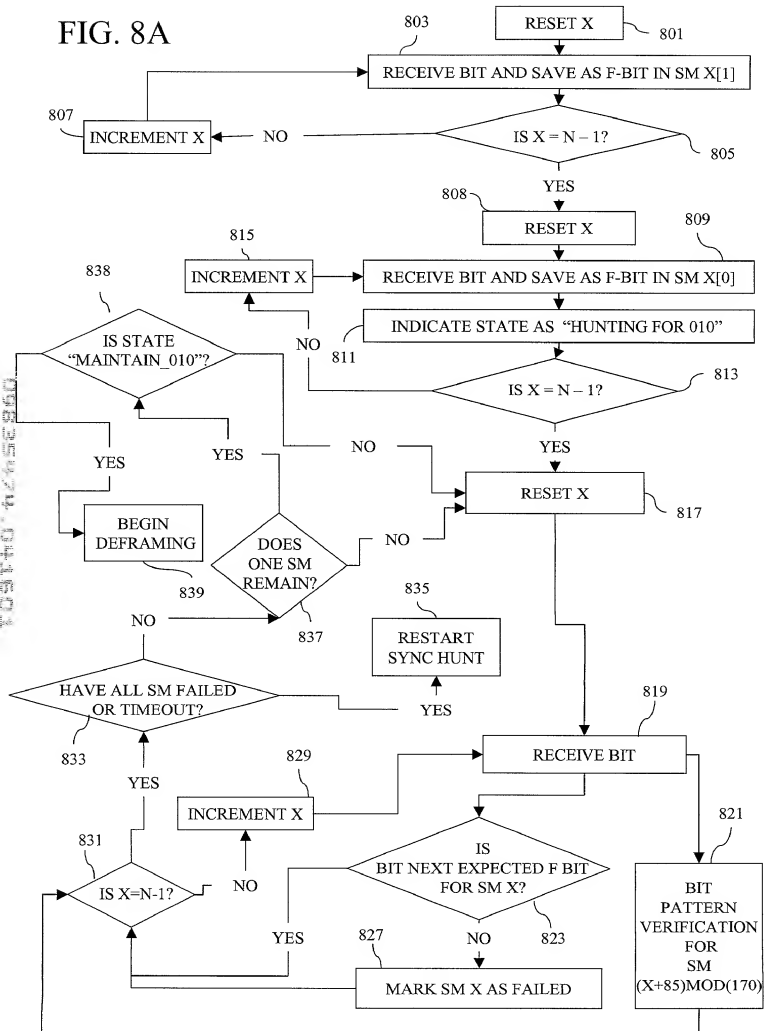 FIG. 8A
RESET X
801
803
RECEIVE BIT AND SAVE AS F-BIT IN SM X[1]
807
INCREMENT X
NO
IS X = N – 1?
805
YES
808
RESET X
809
815
INCREMENT X
RECEIVE BIT AND SAVE AS F-BIT IN SM X[0]
838
811
INDICATE STATE AS “HUNTING FOR 010”
IS STATE
“MAINTAIN_010”?
NO
IS X = N – 1?
813
YES
YES
YES
NO
RESET X
817
BEGIN
DEFRAMING
839
DOES
ONE SM
REMAIN?
837
NO
835
RESTART
SYNC HUNT
NO
HAVE ALL SM FAILED
OR TIMEOUT?
833
YES
819
RECEIVE BIT
YES
829
INCREMENT X
821
831
IS X=N-1?
NO
IS
BIT NEXT EXPECTED F BIT
FOR SM X?
823
BIT
PATTERN
VERIFICATION
FOR
SM
(X+85)MOD(170)
YES
NO
827
MARK SM X AS FAILED